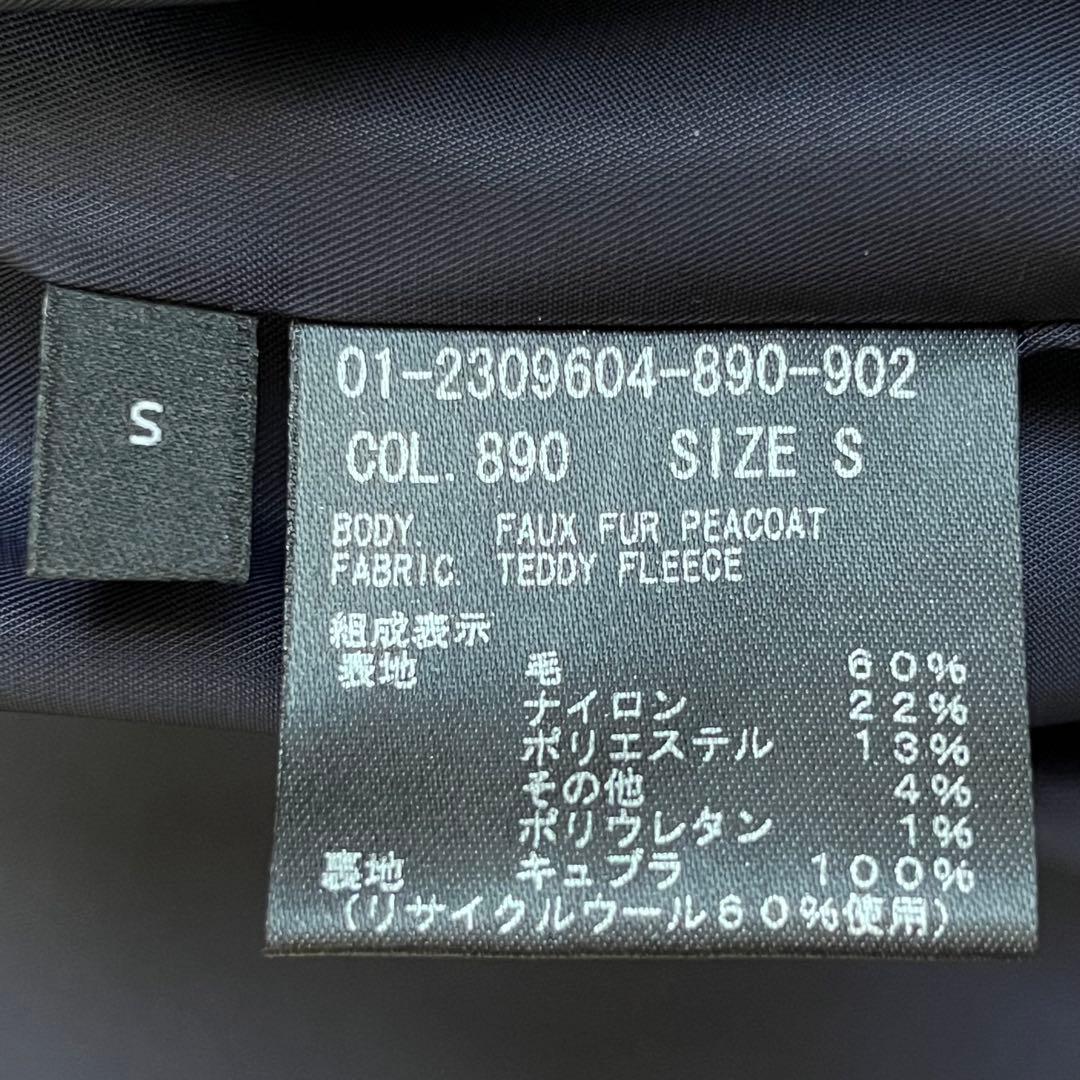 S
01-2309604-890-902
COL. 890 SIZE S
BODY. FAUX FUR PEACOAT
FABRIC. TEDDY FLEECE
組成表示
表地 毛 60%
ナイロン 22%
ポリエステル 13%
その他 4%
ポリウレタン 1%
裏地 キュプラ 100%
(リサイクルウール60%使用)